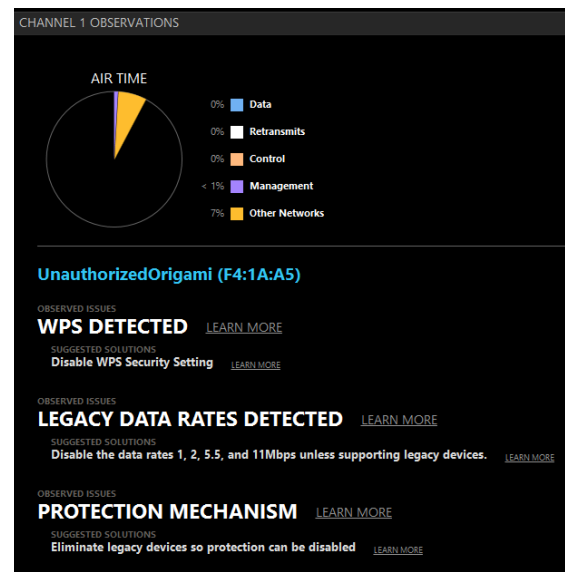 CHANNEL 1 OBSERVATIONS
AIR TIME
0% Data
0% Retransmits
0% Control
< 1% Management
7% Other Networks
UnauthorizedOrigami (F4:1A:A5)
OBSERVED ISSUES
WPS DETECTED LEARN MORE
SUGGESTED SOLUTIONS
Disable WPS Security Setting LEARN MORE
OBSERVED ISSUES
LEGACY DATA RATES DETECTED LEARN MORE
SUGGESTED SOLUTIONS
Disable the data rates 1, 2, 5.5, and 11Mbps unless supporting legacy devices. LEARN MORE
OBSERVED ISSUES
PROTECTION MECHANISM LEARN MORE
SUGGESTED SOLUTIONS
Eliminate legacy devices so protection can be disabled LEARN MORE